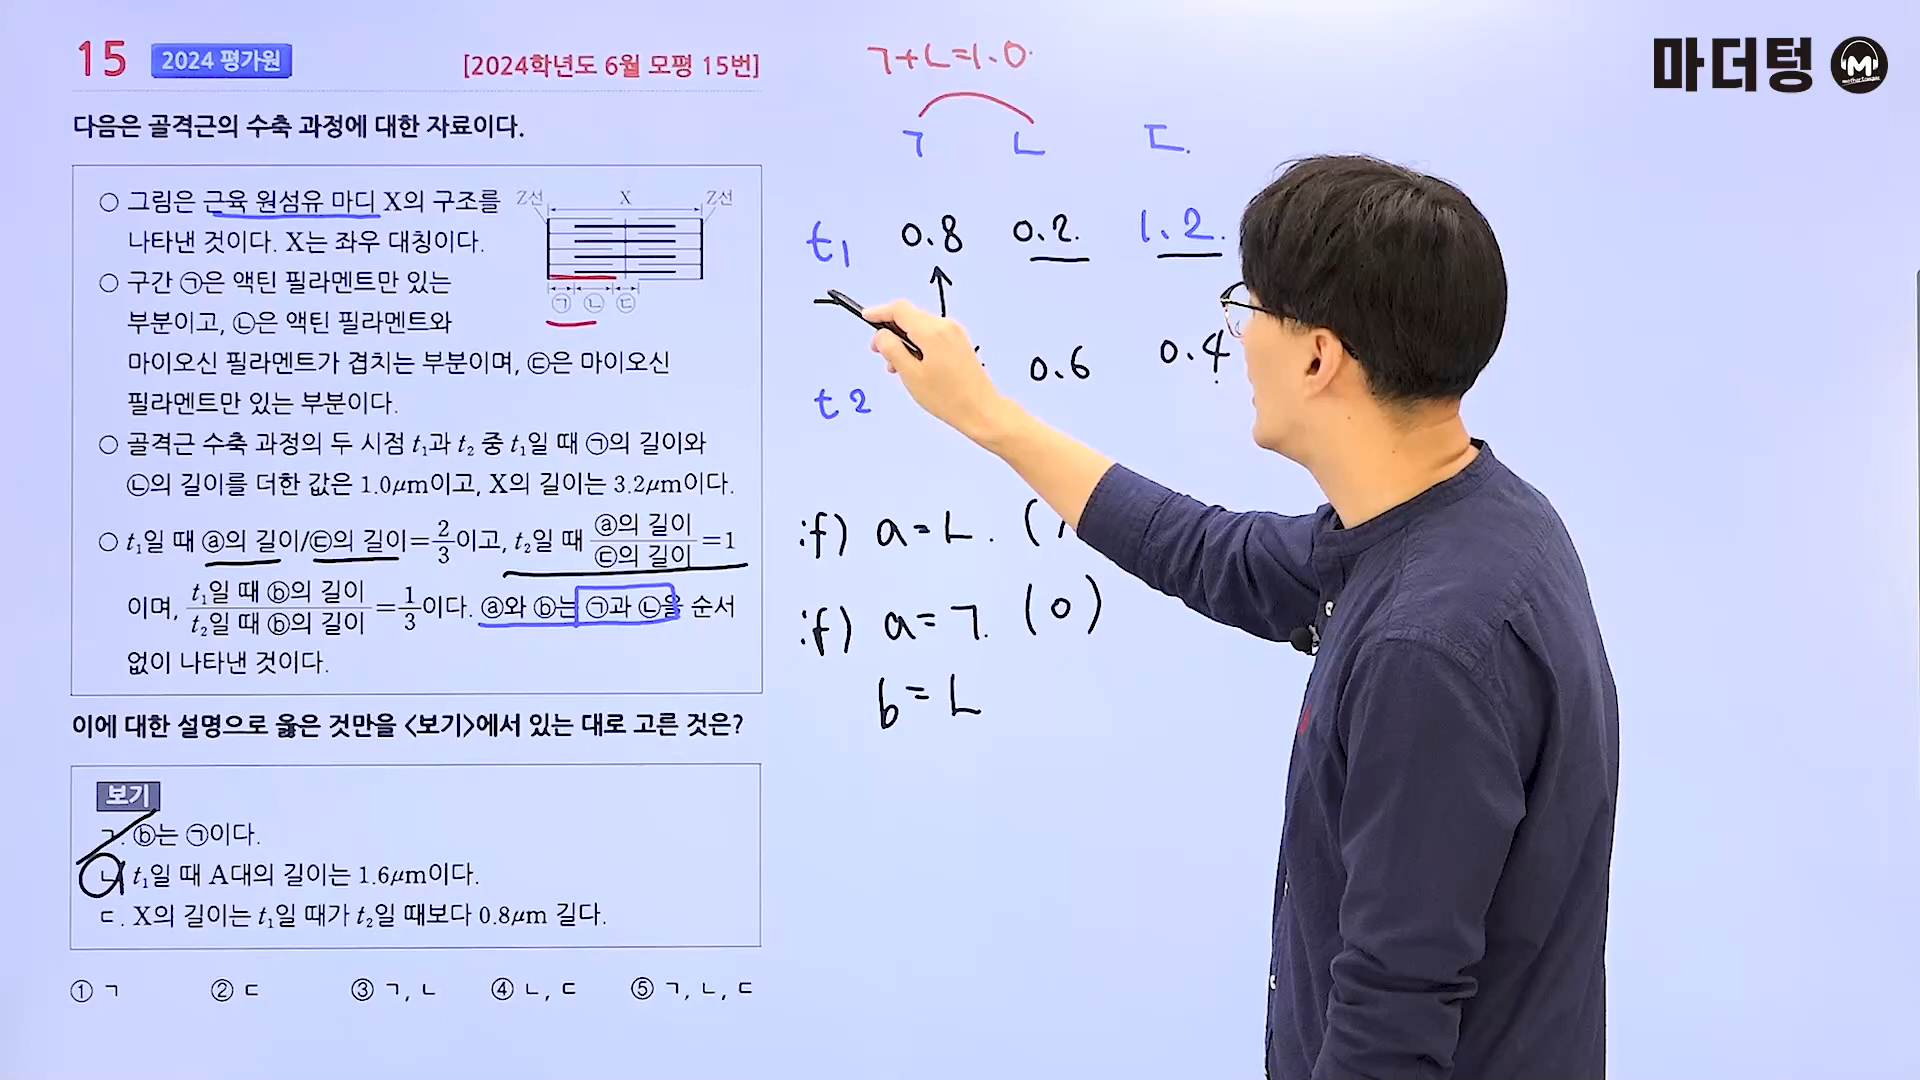 15 2024 평가원 [2024학년도 6월 모평 15번]
다음은 골격근의 수축 과정에 대한 자료이다.
○ 그림은 근육 원섬유 마디 X의 구조를
나타낸 것이다. X는 좌우 대칭이다.
Z선 X Z선
㉠ ㉡ ㉢
○ 구간 ㉠은 액틴 필라멘트만 있는
부분이고, ㉡은 액틴 필라멘트와
마이오신 필라멘트가 겹치는 부분이며, ㉢은 마이오신
필라멘트만 있는 부분이다.
○ 골격근 수축 과정의 두 시점 t₁과 t₂ 중 t₁일 때 ㉠의 길이와
㉡의 길이를 더한 값은 1.0μm이고, X의 길이는 3.2μm이다.
○ t₁일 때 ⓐ의 길이/㉢의 길이=2/3이고, t₂일 때 ⓐ의 길이/㉢의 길이=1
이며, t₁일 때 ⓑ의 길이/t₂일 때 ⓑ의 길이=1/3이다. ⓐ와 ⓑ는 ㉠과 ㉡을 순서
없이 나타낸 것이다.
이에 대한 설명으로 옳은 것만을 <보기>에서 있는 대로 고른 것은?
보기
ㄱ. ⓑ는 ㉠이다.
ㄴ. t₁일 때 A대의 길이는 1.6μm이다.
ㄷ. X의 길이는 t₁일 때가 t₂일 때보다 0.8μm 길다.
① ㄱ ② ㄷ ③ ㄱ, ㄴ ④ ㄴ, ㄷ ⑤ ㄱ, ㄴ, ㄷ
ㄱ+ㄴ=1.0.
ㄱ ㄴ ㄷ.
t1 0.8 0.2. 1.2.
t2 0.6 0.4
if) a=ㄴ. (
if) a=ㄱ. (O)
b=ㄴ
마더텅
M